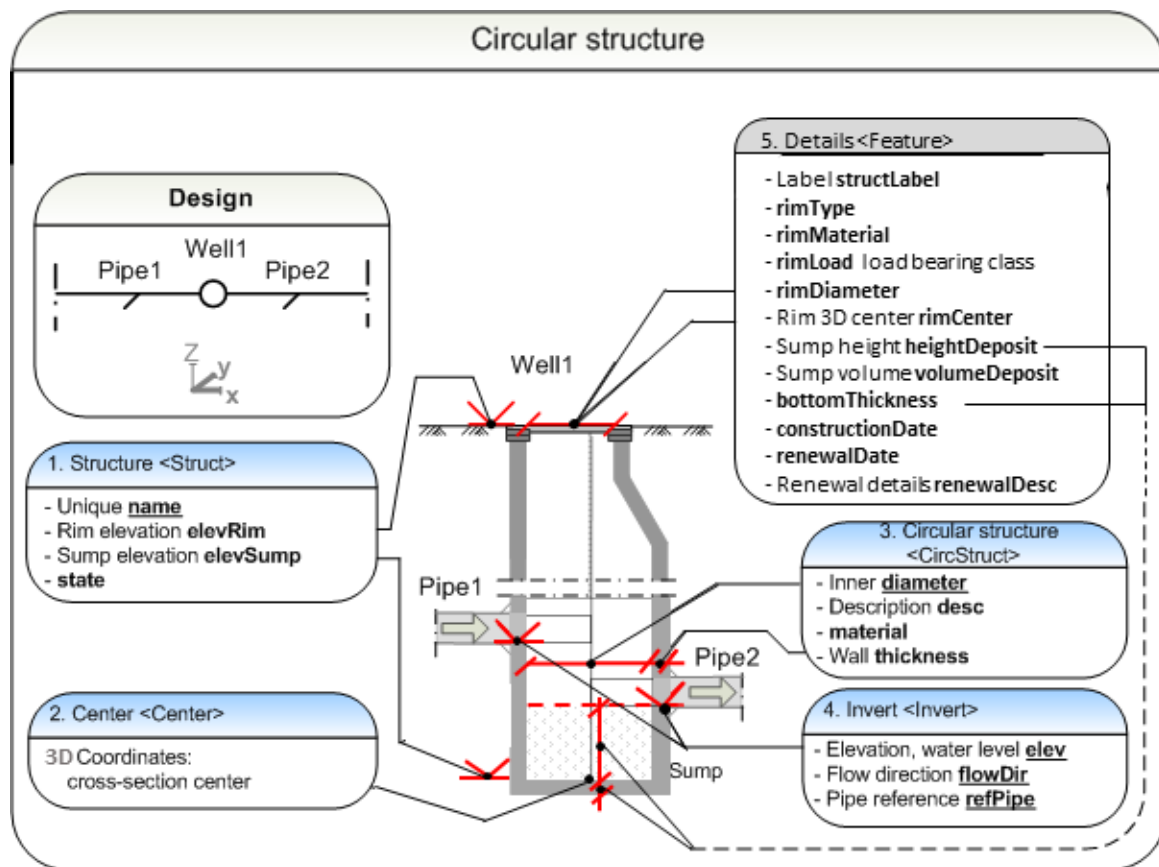 Circular structure
Design
Well1
Pipe1
Pipe2
Z
y
x
5. Details <Feature>
- Label structLabel
- rimType
- rimMaterial
- rimLoad load bearing class
- rimDiameter
- Rim 3D center rimCenter
- Sump height heightDeposit
- Sump volume volumeDeposit
- bottomThickness
- constructionDate
- renewalDate
- Renewal details renewalDesc
Well1
1. Structure <Struct>
- Unique name
- Rim elevation elevRim
- Sump elevation elevSump
- state
3. Circular structure
<CircStruct>
- Inner diameter
- Description desc
- material
- Wall thickness
Pipe1
Pipe2
2. Center <Center>
3D Coordinates:
cross-section center
Sump
4. Invert <Invert>
- Elevation, water level elev
- Flow direction flowDir
- Pipe reference refPipe